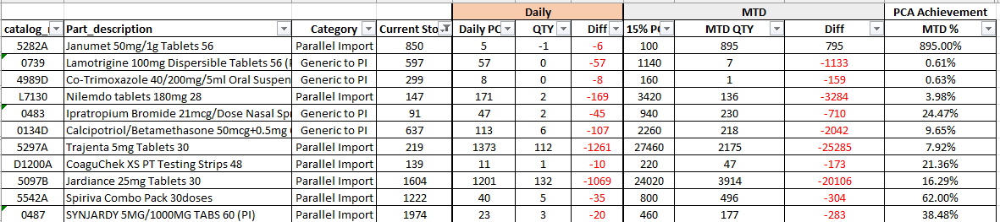 Daily MTD PCA Achievement
catalog_r Part_description Category Current Sto Daily PC QTY Diff 15% PC MTD QTY Diff MTD %
5282A Janumet 50mg/1g Tablets 56 Parallel Import 850 5 -1 -6 100 895 795 895.00%
0739 Lamotrigine 100mg Dispersible Tablets 56 (P Generic to PI 597 57 0 -57 1140 7 -1133 0.61%
4989D Co-Trimoxazole 40/200mg/5ml Oral Suspen Generic to PI 299 8 0 -8 160 1 -159 0.63%
L7130 Nilemdo tablets 180mg 28 Parallel Import 147 171 2 -169 3420 136 -3284 3.98%
0483 Ipratropium Bromide 21mcg/Dose Nasal Spr Generic to PI 91 47 2 -45 940 230 -710 24.47%
0134D Calcipotriol/Betamethasone 50mcg+0.5mg Generic to PI 637 113 6 -107 2260 218 -2042 9.65%
5297A Trajenta 5mg Tablets 30 Parallel Import 219 1373 112 -1261 27460 2175 -25285 7.92%
D1200A CoaguChek XS PT Testing Strips 48 Parallel Import 139 11 1 -10 220 47 -173 21.36%
5097B Jardiance 25mg Tablets 30 Parallel Import 1604 1201 132 -1069 24020 3914 -20106 16.29%
5542A Spiriva Combo Pack 30doses Parallel Import 1222 40 5 -35 800 496 -304 62.00%
0487 SYNJARDY 5MG/1000MG TABS 60 (PI) Parallel Import 1974 23 3 -20 460 177 -283 38.48%